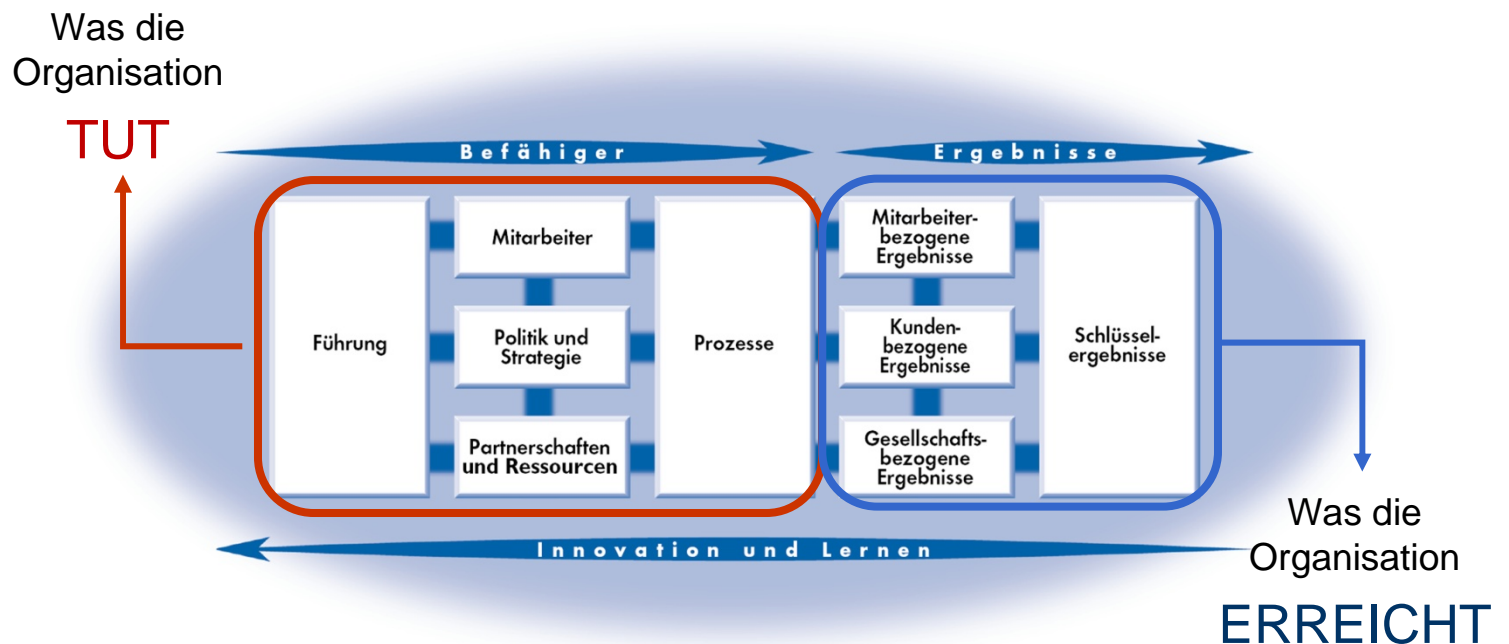 Was die
Organisation
TUT
Befähiger
Ergebnisse
Führung
Mitarbeiter
Politik und
Strategie
Partnerschaften
und Ressourcen
Prozesse
Mitarbeiter-
bezogene
Ergebnisse
Kunden-
bezogene
Ergebnisse
Gesellschafts-
bezogene
Ergebnisse
Schlüssel-
ergebnisse
Innovation und Lernen
Was die
Organisation
ERREICHT